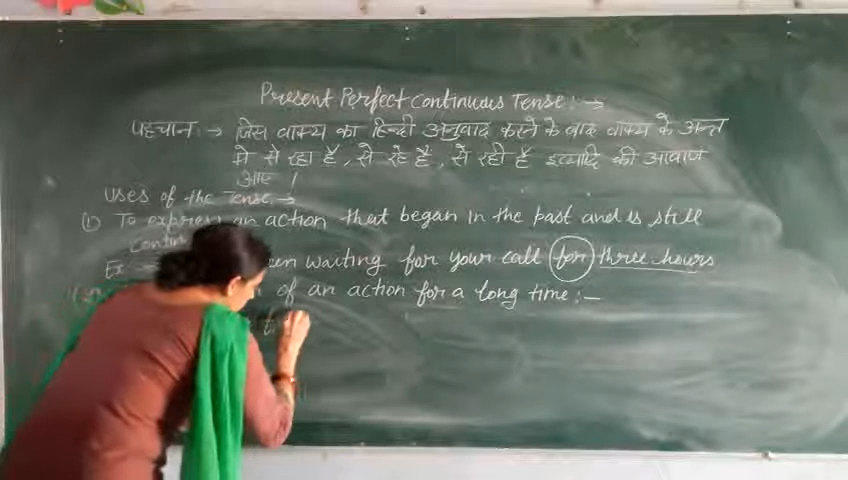 Present Perfect Continuous Tense : →
पहचान : → जिस वाक्य का हिन्दी अनुवाद करने के बाद वाक्य के अन्त
मे से रहा है , से रहे हैं , से रही है इत्यादि की आवाज
आए ।
Uses of the Tense : →
(1) To express an action that began in the past and is still
Ex waiting for your call for three hours
of an action for a long time : —